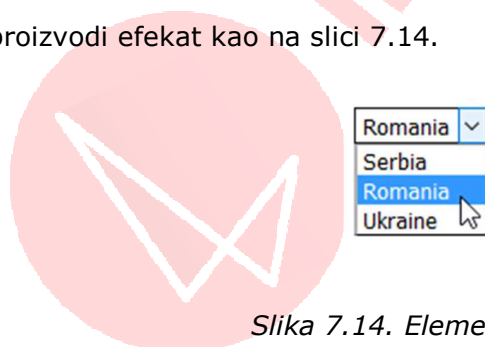 proizvodi efekat kao na slici 7.14.
Romania
Serbia
Romania
Ukraine
Slika 7.14. Eleme